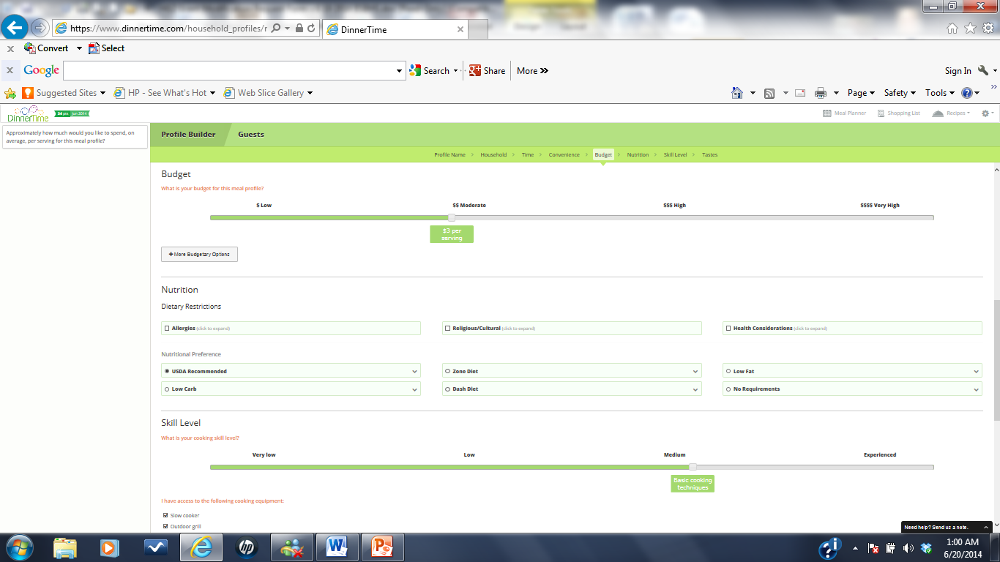 https://www.dinnertime.com/household_profiles/r
DinnerTime
Convert Select
Google Search Share More »
Sign In
Suggested Sites HP - See What's Hot Web Slice Gallery
Page Safety Tools
DinnerTime 34 pts Jun 2014
Meal Planner Shopping List Recipes
Approximately how much would you like to spend, on
average, per serving for this meal profile?
Profile Builder Guests
Profile Name > Household > Time > Convenience > Budget > Nutrition > Skill Level > Tastes
Budget
What is your budget for this meal profile?
$ Low $$ Moderate $$$ High $$$$ Very High
$3 per
serving
+ More Budgetary Options
Nutrition
Dietary Restrictions
Allergies (click to expand) Religious/Cultural (click to expand) Health Considerations (click to expand)
Nutritional Preference
USDA Recommended Zone Diet Low Fat
Low Carb Dash Diet No Requirements
Skill Level
What is your cooking skill level?
Very low Low Medium Experienced
Basic cooking
techniques
I have access to the following cooking equipment:
Slow cooker
Outdoor grill
Need help? Send us a note.
1:00 AM
6/20/2014